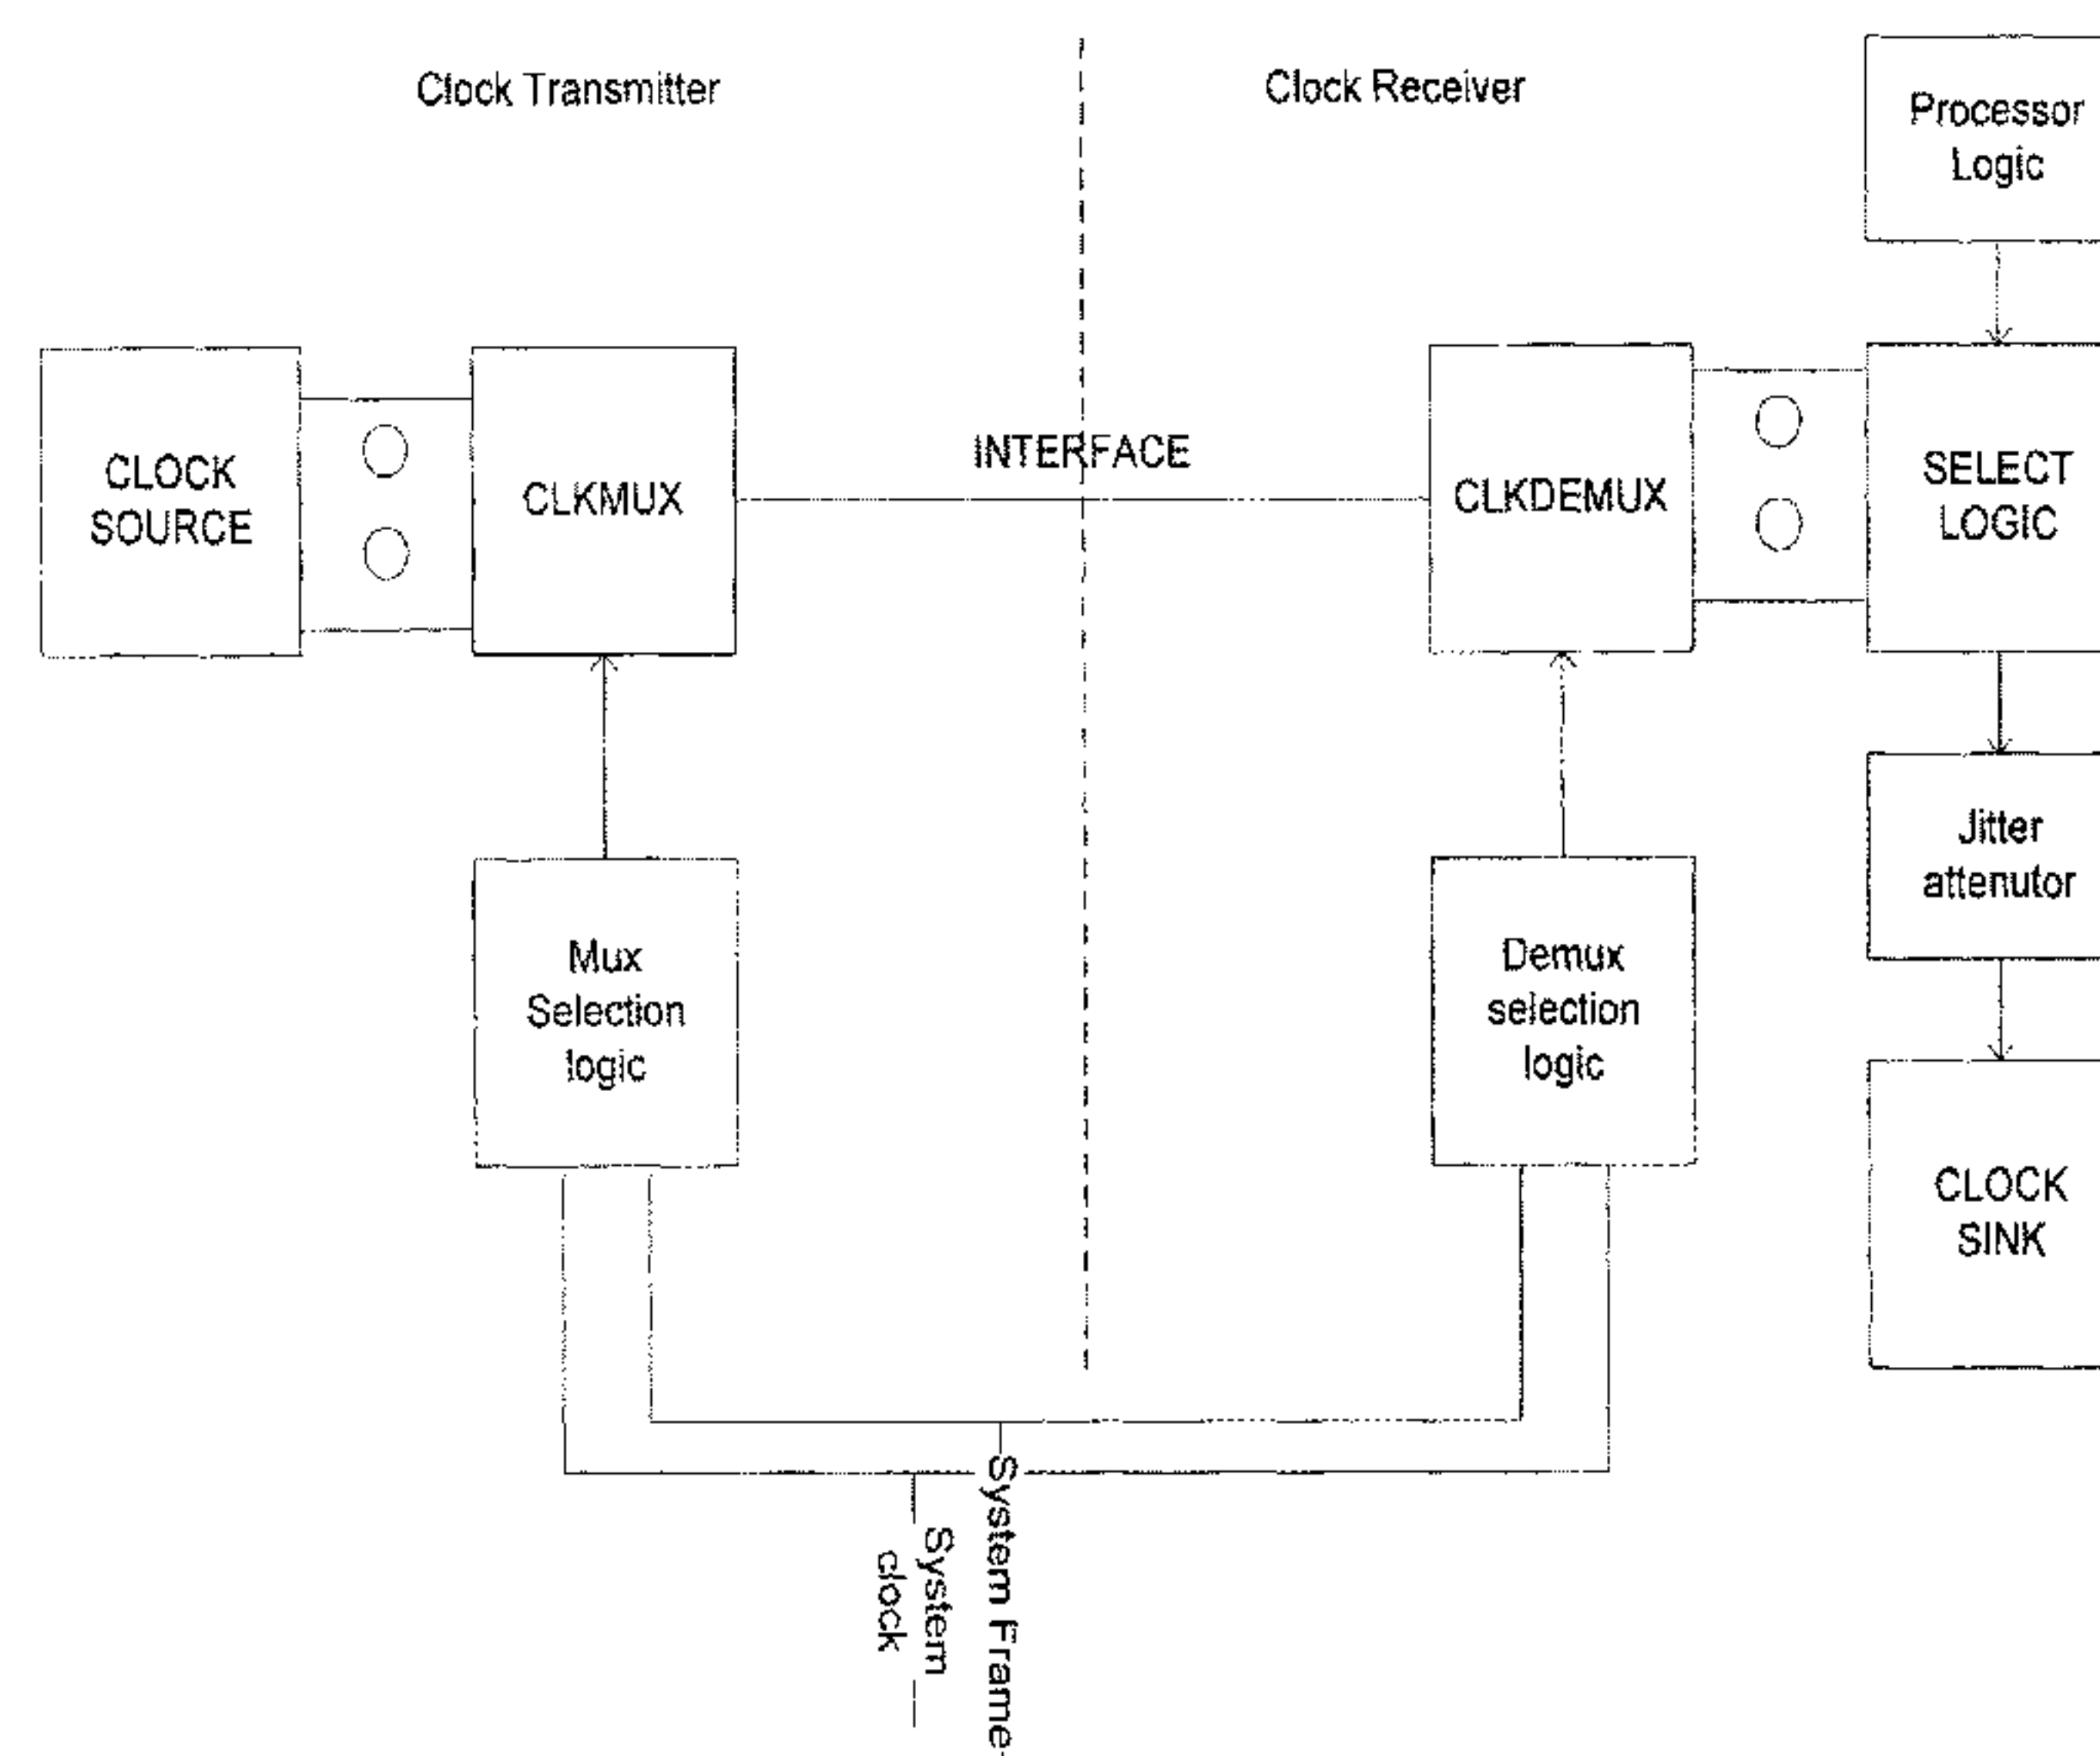 Clock Transmitter
Clock Receiver
Processor
Logic
CLOCK
SOURCE
CLKMUX
INTERFACE
CLKDEMUX
SELECT
LOGIC
Jitter
attenutor
Mux
Selection
logic
Demux
selection
logic
CLOCK
SINK
System
clock
System Frame